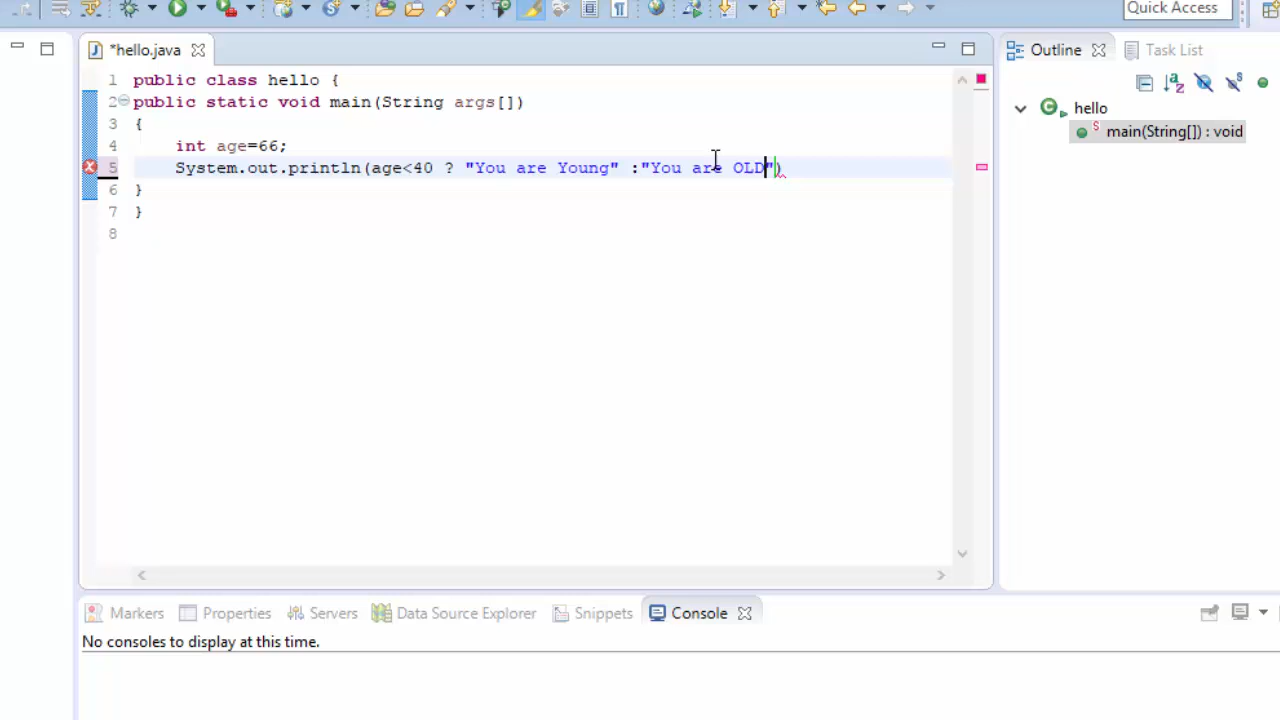 Quick Access
*hello.java
Outline
Task List
1 public class hello {
2 public static void main(String args[])
3 {
4 int age=66;
5 System.out.println(age<40 ? "You are Young" :"You are OLD")
6 }
7 }
8
hello
main(String[]) : void
Markers
Properties
Servers
Data Source Explorer
Snippets
Console
No consoles to display at this time.